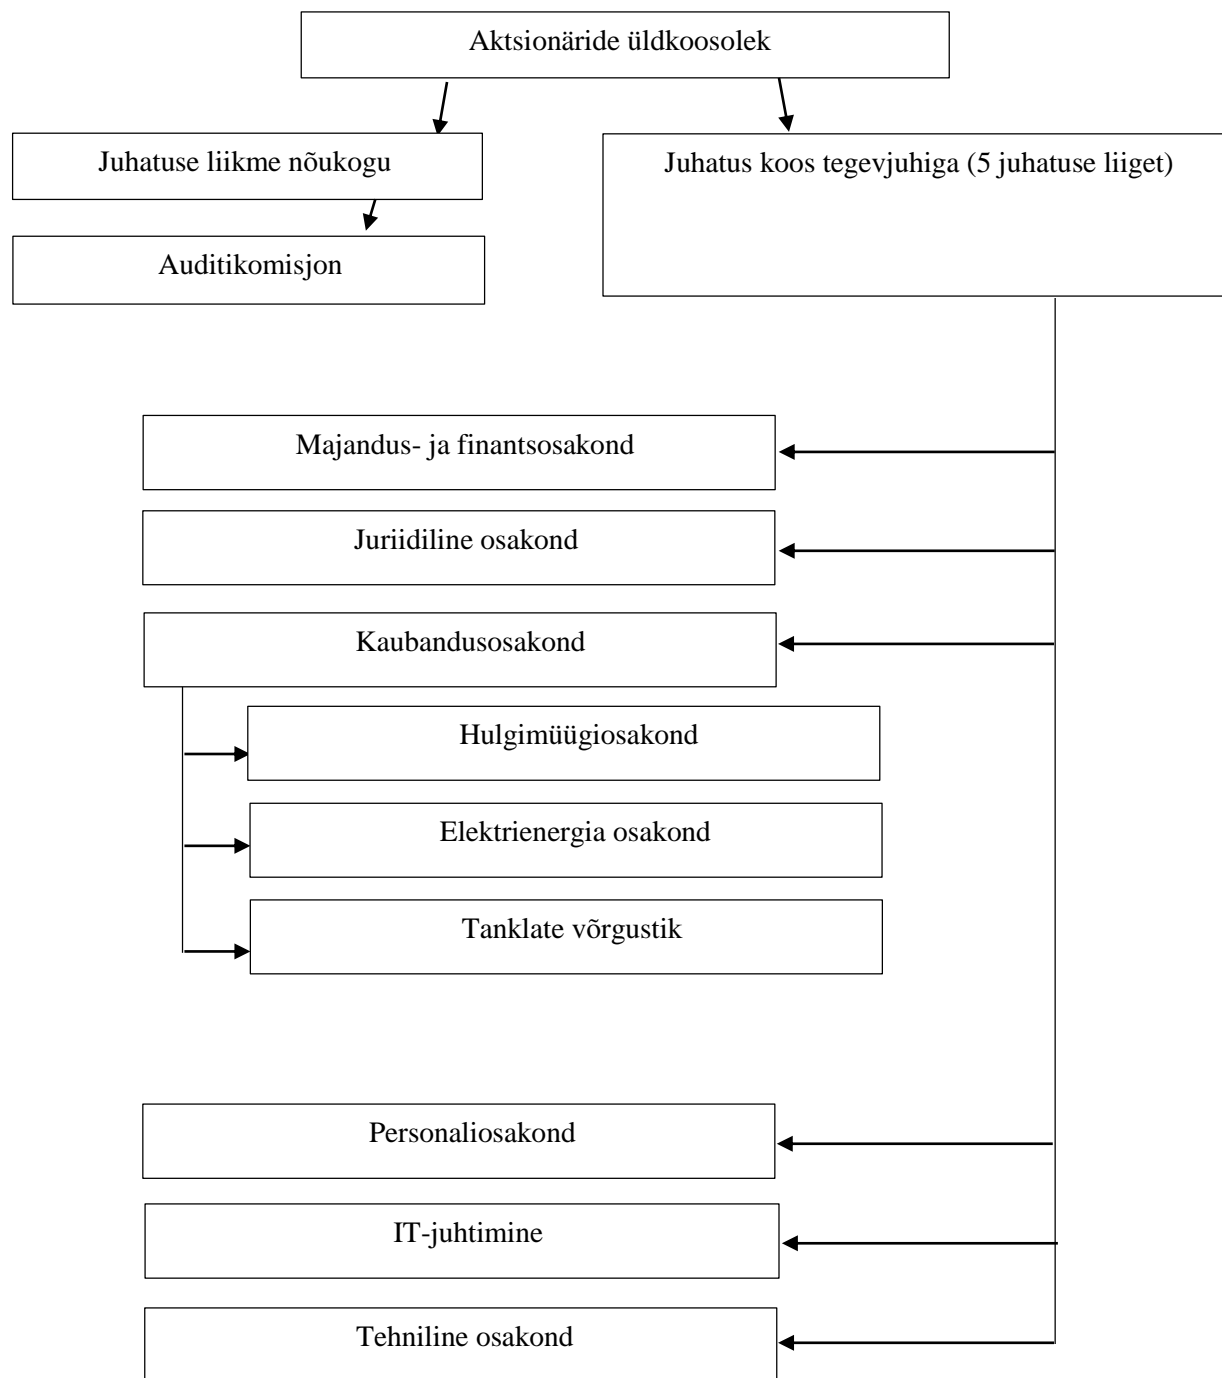 Aktsionäride üldkoosolek
Juhatuse liikme nõukogu
Juhatus koos tegevjuhiga (5 juhatuse liiget)
Auditikomisjon
Majandus- ja finantsosakond
Juriidiline osakond
Kaubandusosakond
Hulgimüügiosakond
Elektrienergia osakond
Tanklate võrgustik
Personaliosakond
IT-juhtimine
Tehniline osakond